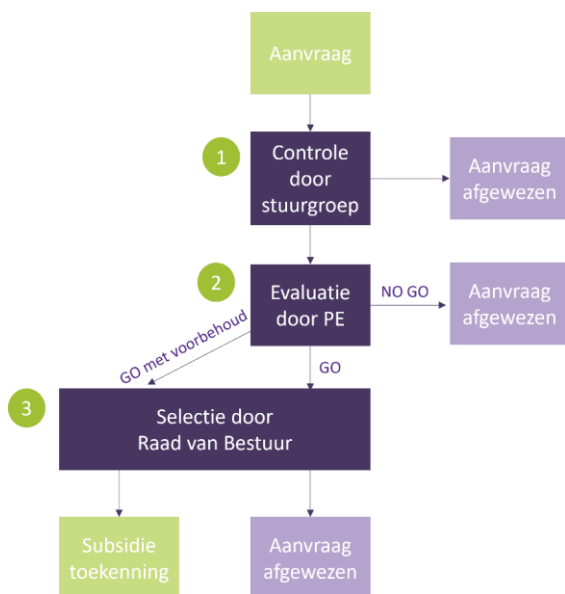 Aanvraag
1
Controle
door
stuurgroep
Aanvraag
afgewezen
2
Evaluatie
door PE
NO GO
Aanvraag
afgewezen
GO met voorbehoud
GO
3
Selectie door
Raad van Bestuur
Subsidie
toekenning
Aanvraag
afgewezen